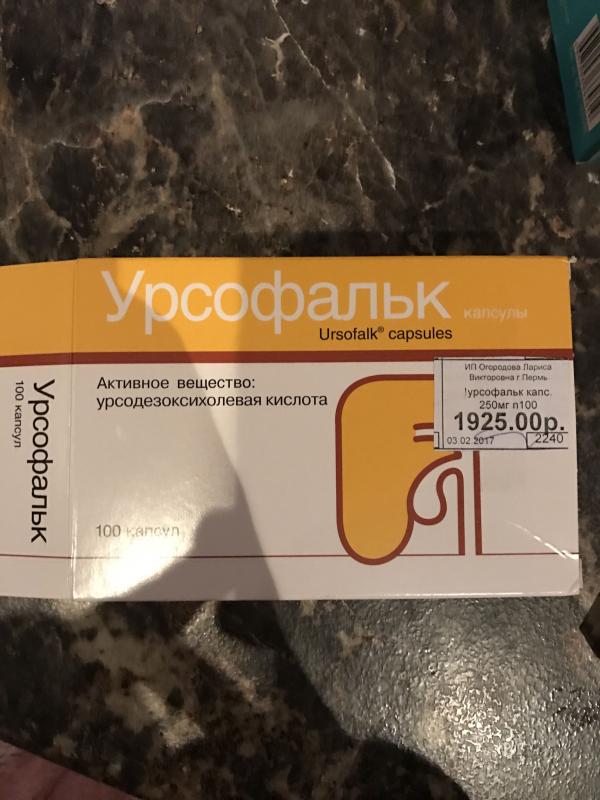 Урсофальк капсулы
Ursofalk® capsules
Активное вещество:
урсодезоксихолевая кислота
100 капсул
ИП Огородова Лариса
Викторовна г.Пермь
!урсофальк капс.
250мг n100
1925.00р.
03.02.2017 2240
Урсофальк
100 капсул